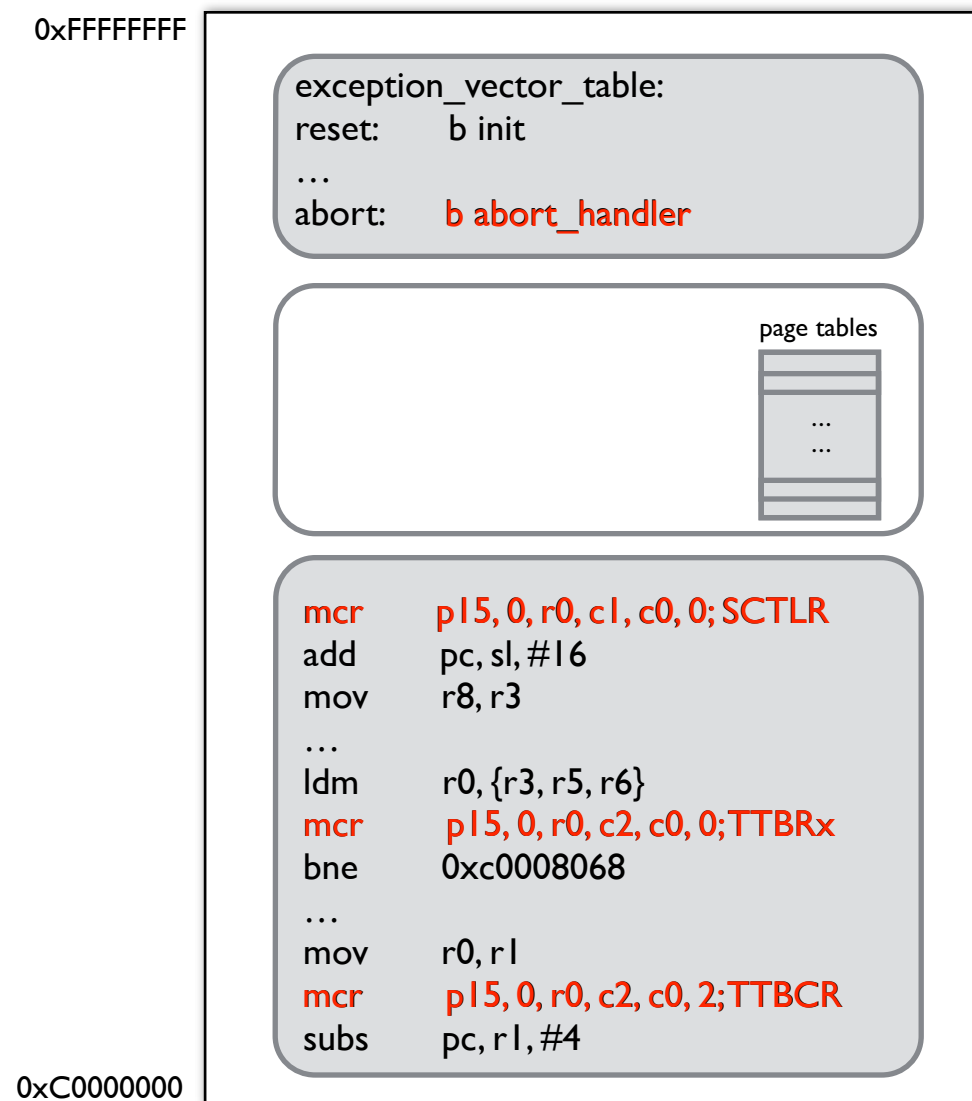 0xFFFFFFFF
exception_vector_table:
reset: b init
…
abort: b abort_handler
page tables
...
...
mcr p15, 0, r0, c1, c0, 0; SCTLR
add pc, sl, #16
mov r8, r3
…
ldm r0, {r3, r5, r6}
mcr p15, 0, r0, c2, c0, 0; TTBRx
bne 0xc0008068
…
mov r0, r1
mcr p15, 0, r0, c2, c0, 2; TTBCR
subs pc, r1, #4
0xC0000000